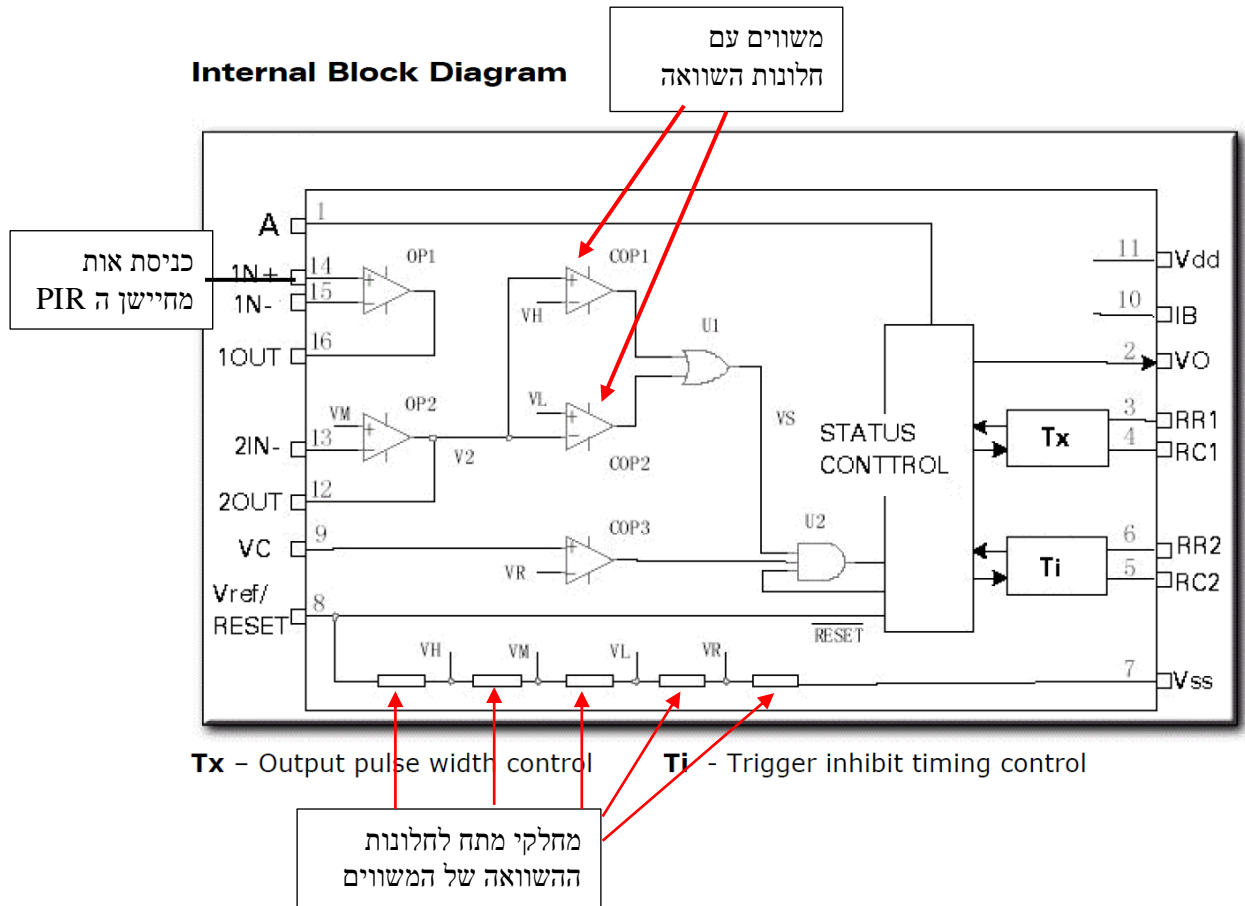 משווים עם
חלונות השוואה
Internal Block Diagram
כניסת אות
מחיישן ה PIR
A
1
1N+
14
1N-
15
1OUT
16
2IN-
13
2OUT
12
VC
9
Vref/
RESET
8
OP1
VM
OP2
V2
COP1
VH
VL
COP2
U1
VS
COP3
VR
U2
RESET
STATUS
CONTTROL
Tx
Ti
11
Vdd
10
IB
2
VO
3
RR1
4
RC1
6
RR2
5
RC2
7
Vss
VH
VM
VL
VR
Tx – Output pulse width control
Ti - Trigger inhibit timing control
מחלקי מתח לחלונות
ההשוואה של המשווים